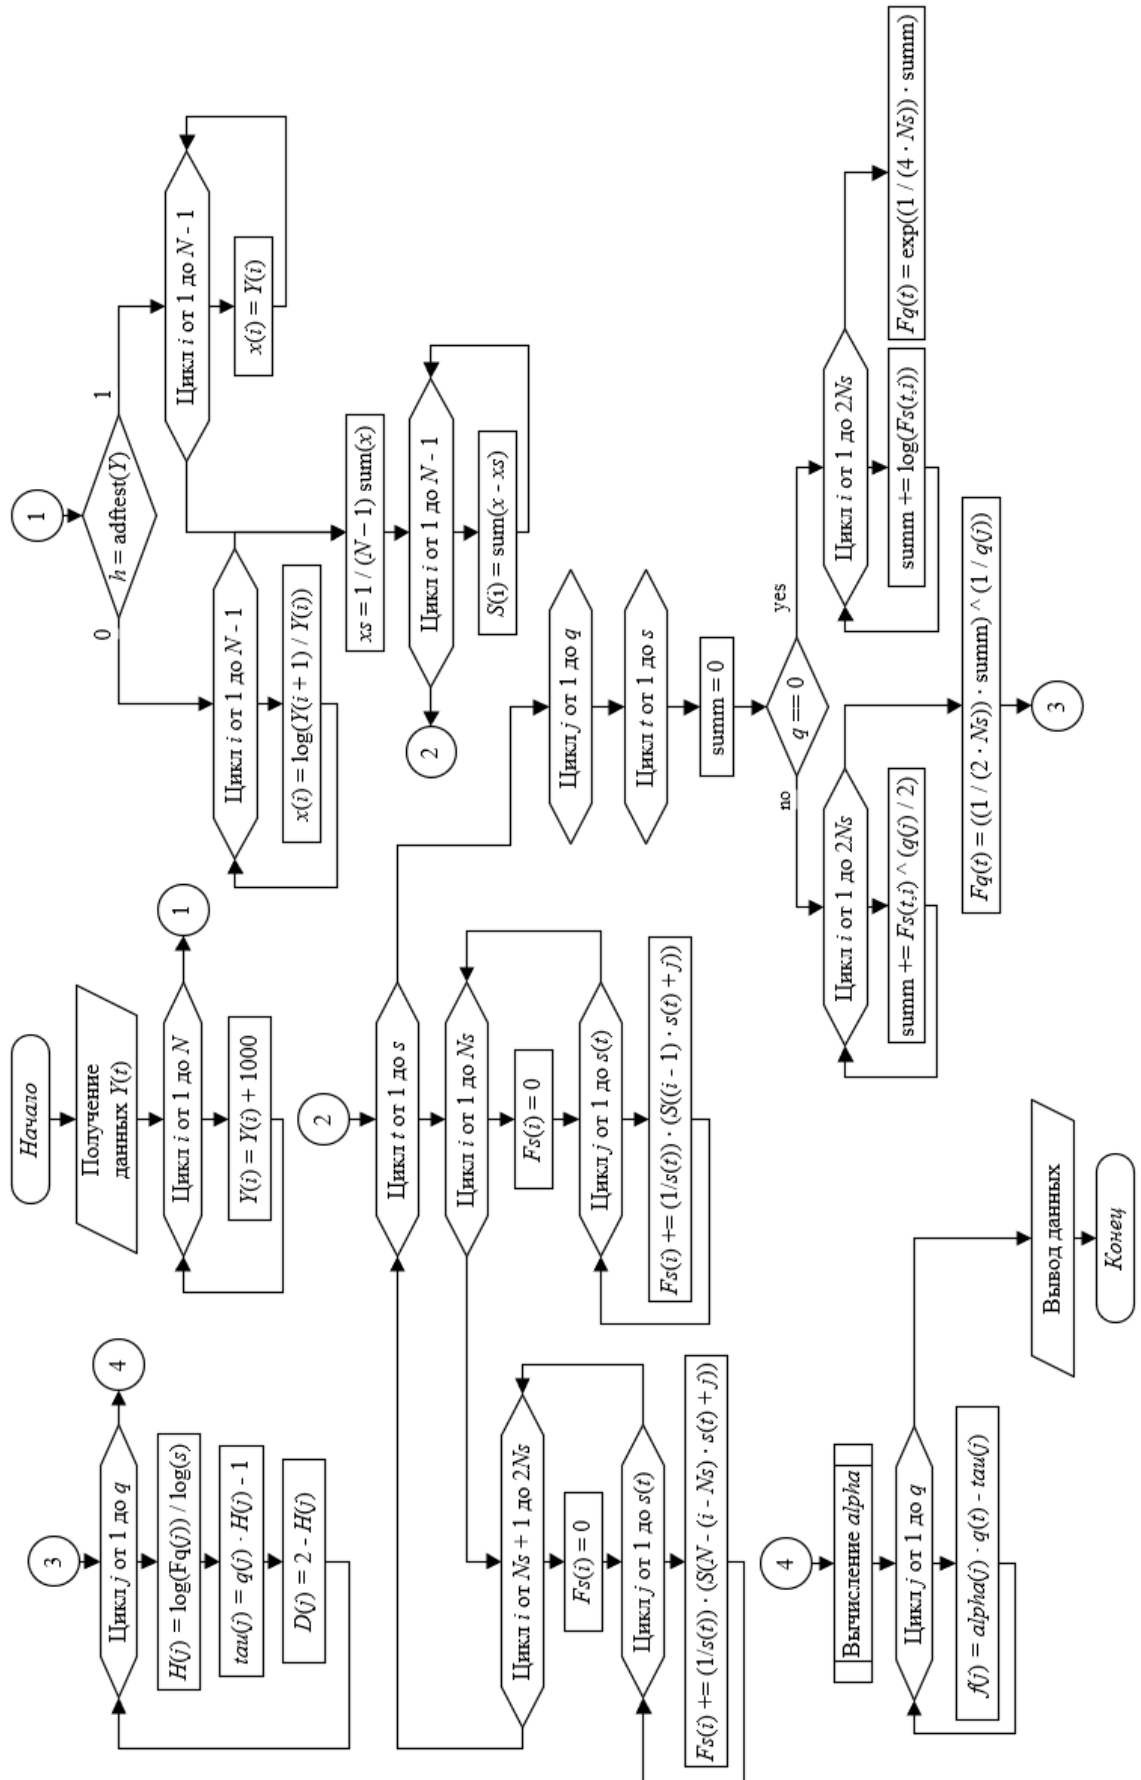 Начало
Получение
данных Y(t)
Цикл i от 1 до N
Y(i) = Y(i) + 1000
1
1
h = adftest(Y)
0
1
Цикл i от 1 до N - 1
x(i) = log(Y(i + 1) / Y(i))
Цикл i от 1 до N - 1
x(i) = Y(i)
xs = 1 / (N – 1) sum(x)
Цикл i от 1 до N - 1
S(i) = sum(x - xs)
2
2
Цикл t от 1 до s
Цикл i от 1 до Ns
Fs(i) = 0
Цикл j от 1 до s(t)
Fs(i) += (1/s(t)) · (S((i - 1) · s(t) + j))
Цикл i от Ns + 1 до 2Ns
Fs(i) = 0
Цикл j от 1 до s(t)
Fs(i) += (1/s(t)) · (S(N - (i - Ns) · s(t) + j))
Цикл j от 1 до q
Цикл t от 1 до s
summ = 0
q == 0
no
yes
Цикл i от 1 до 2Ns
summ += Fs(t,i) ^ (q(j) / 2)
Цикл i от 1 до 2Ns
summ += log(Fs(t,i))
Fq(t) = exp((1 / (4 · Ns)) · summ)
Fq(t) = ((1 / (2 · Ns)) · summ) ^ (1 / q(j))
3
3
Цикл j от 1 до q
H(j) = log(Fq(j)) / log(s)
tau(j) = q(j) · H(j) - 1
D(j) = 2 - H(j)
4
4
Вычисление alpha
Цикл j от 1 до q
f(j) = alpha(j) · q(t) - tau(j)
Вывод данных
Конец